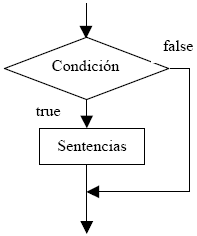 false
Condición
true
Sentencias